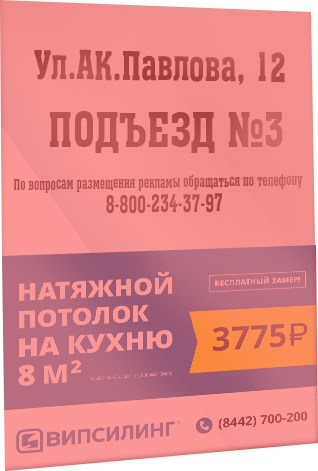 Ул.АК.Павлова, 12
ПОДЪЕЗД №3
По вопросам размещения рекламы обращаться по телефону
8-800-234-37-97
НАТЯЖНОЙ
ПОТОЛОК
НА КУХНЮ
8 М²
БЕСПЛАТНЫЙ ЗАМЕР!
3775₽
ВИПСИЛИНГ
(8442) 700-200